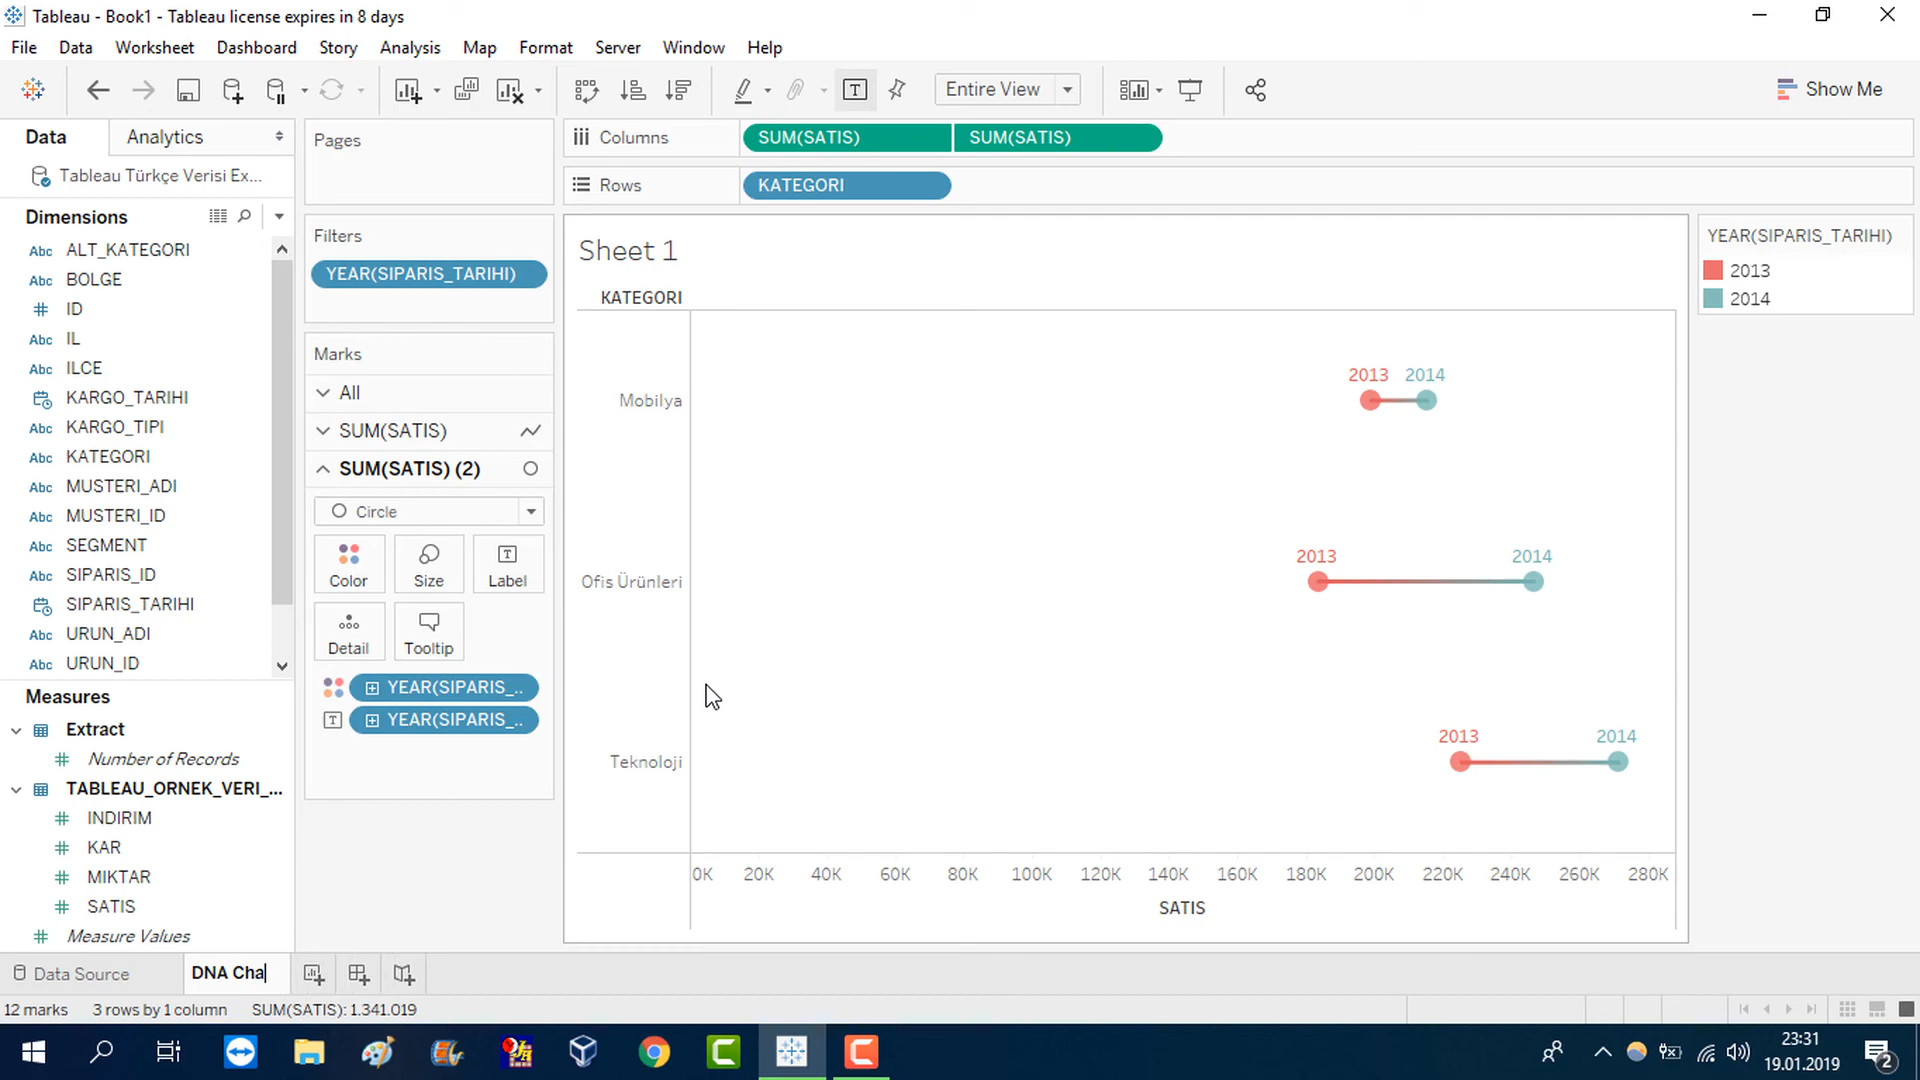 Tableau - Book1 - Tableau license expires in 8 days
File Data Worksheet Dashboard Story Analysis Map Format Server Window Help
Entire View
Show Me
Data Analytics
Tableau Türkçe Verisi Ex...
Dimensions
Abc ALT_KATEGORI
Abc BOLGE
# ID
Abc IL
Abc ILCE
KARGO_TARIHI
Abc KARGO_TIPI
Abc KATEGORI
Abc MUSTERI_ADI
Abc MUSTERI_ID
Abc SEGMENT
Abc SIPARIS_ID
SIPARIS_TARIHI
Abc URUN_ADI
Abc URUN_ID
Measures
Extract
# Number of Records
TABLEAU_ORNEK_VERI_...
# INDIRIM
# KAR
# MIKTAR
# SATIS
# Measure Values
Pages
Filters
YEAR(SIPARIS_TARIHI)
Marks
All
SUM(SATIS)
SUM(SATIS) (2)
Circle
Color Size Label
Detail Tooltip
YEAR(SIPARIS_..
YEAR(SIPARIS_..
Columns SUM(SATIS) SUM(SATIS)
Rows KATEGORI
Sheet 1
KATEGORI
2013 2014
Mobilya
2013 2014
Ofis Ürünleri
2013 2014
Teknoloji
0K 20K 40K 60K 80K 100K 120K 140K 160K 180K 200K 220K 240K 260K 280K
SATIS
YEAR(SIPARIS_TARIHI)
2013
2014
Data Source DNA Cha
12 marks 3 rows by 1 column SUM(SATIS): 1.341.019
23:31
19.01.2019
2